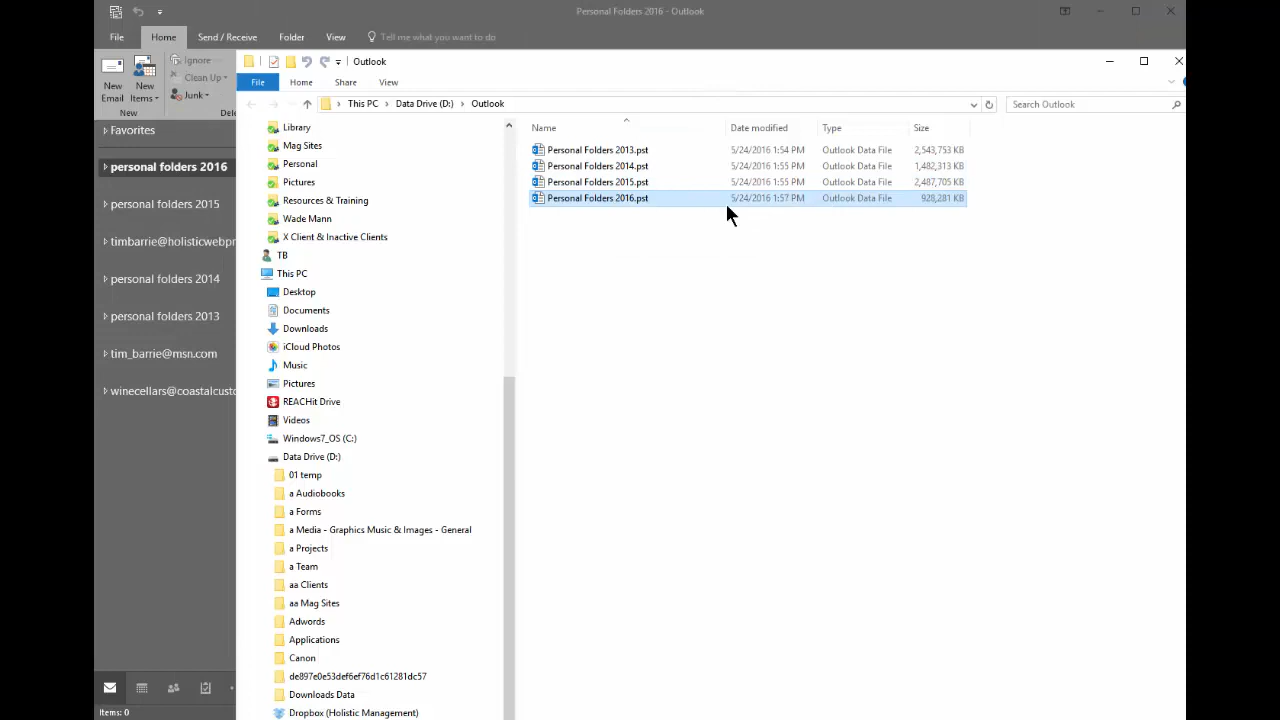 Personal Folders 2016 - Outlook
File Home Send / Receive Folder View Tell me what you want to do
New Email
New Items
Ignore
Clean Up
Junk
New
Favorites
personal folders 2016
personal folders 2015
personal folders 2014
personal folders 2013
tim_barrie@msn.com
Items: 0
Outlook
File Home Share View
This PC Data Drive (D:) Outlook
Search Outlook
Library
Mag Sites
Personal
Pictures
Resources & Training
Wade Mann
X Client & Inactive Clients
TB
This PC
Desktop
Documents
Downloads
iCloud Photos
Music
Pictures
REACHit Drive
Videos
Windows7_OS (C:)
Data Drive (D:)
01 temp
a Audiobooks
a Forms
a Media - Graphics Music & Images - General
a Projects
a Team
aa Clients
aa Mag Sites
Adwords
Applications
Canon
de897e0e53def6ef76d1c61281dc57
Downloads Data
Dropbox (Holistic Management)
Name Date modified Type Size
Personal Folders 2013.pst 5/24/2016 1:54 PM Outlook Data File 2,543,753 KB
Personal Folders 2014.pst 5/24/2016 1:55 PM Outlook Data File 1,482,313 KB
Personal Folders 2015.pst 5/24/2016 1:55 PM Outlook Data File 2,487,705 KB
Personal Folders 2016.pst 5/24/2016 1:57 PM Outlook Data File 928,281 KB